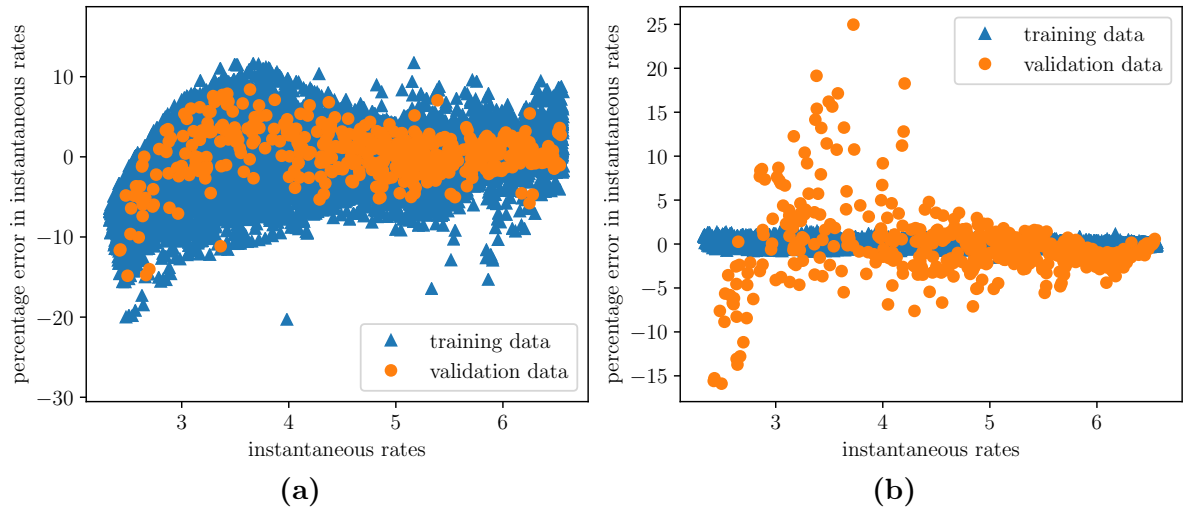 percentage error in instantaneous rates
10
0
−10
−20
−30
3
4
5
6
instantaneous rates
training data
validation data
(a)
percentage error in instantaneous rates
25
20
15
10
5
0
−5
−10
−15
3
4
5
6
instantaneous rates
training data
validation data
(b)